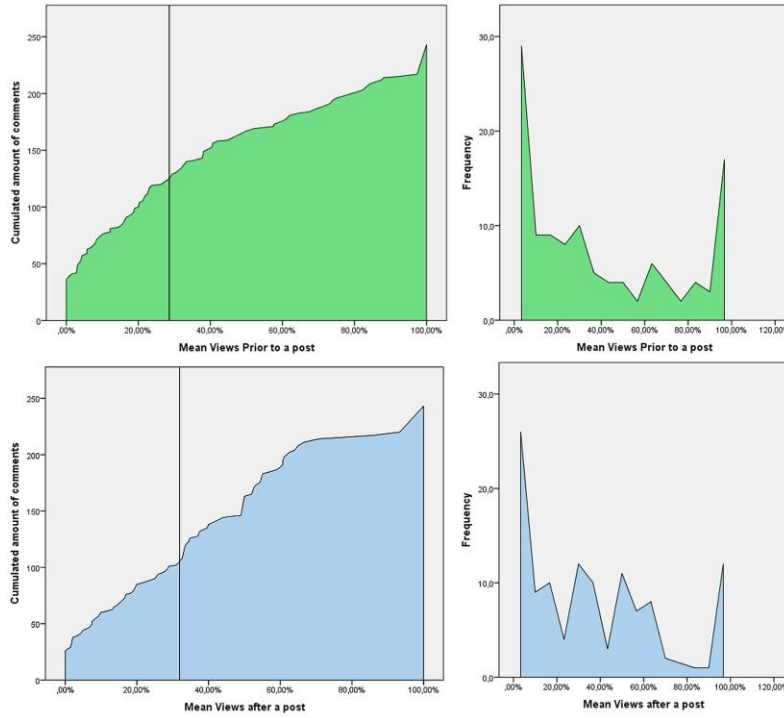 Cumulated amount of comments
250
200
150
100
50
0
,00% 20,00% 40,00% 60,00% 80,00% 100,00%
Mean Views Prior to a post
Frequency
30,0
20,0
10,0
0,0
,00% 20,00% 40,00% 60,00% 80,00% 100,00% 120,0
Mean Views Prior to a post
Cumulated amount of comments
250
200
150
100
50
0
,00% 20,00% 40,00% 60,00% 80,00% 100,00%
Mean Views after a post
Frequency
30,0
20,0
10,0
0,0
,00% 20,00% 40,00% 60,00% 80,00% 100,00% 120,0
Mean Views after a post